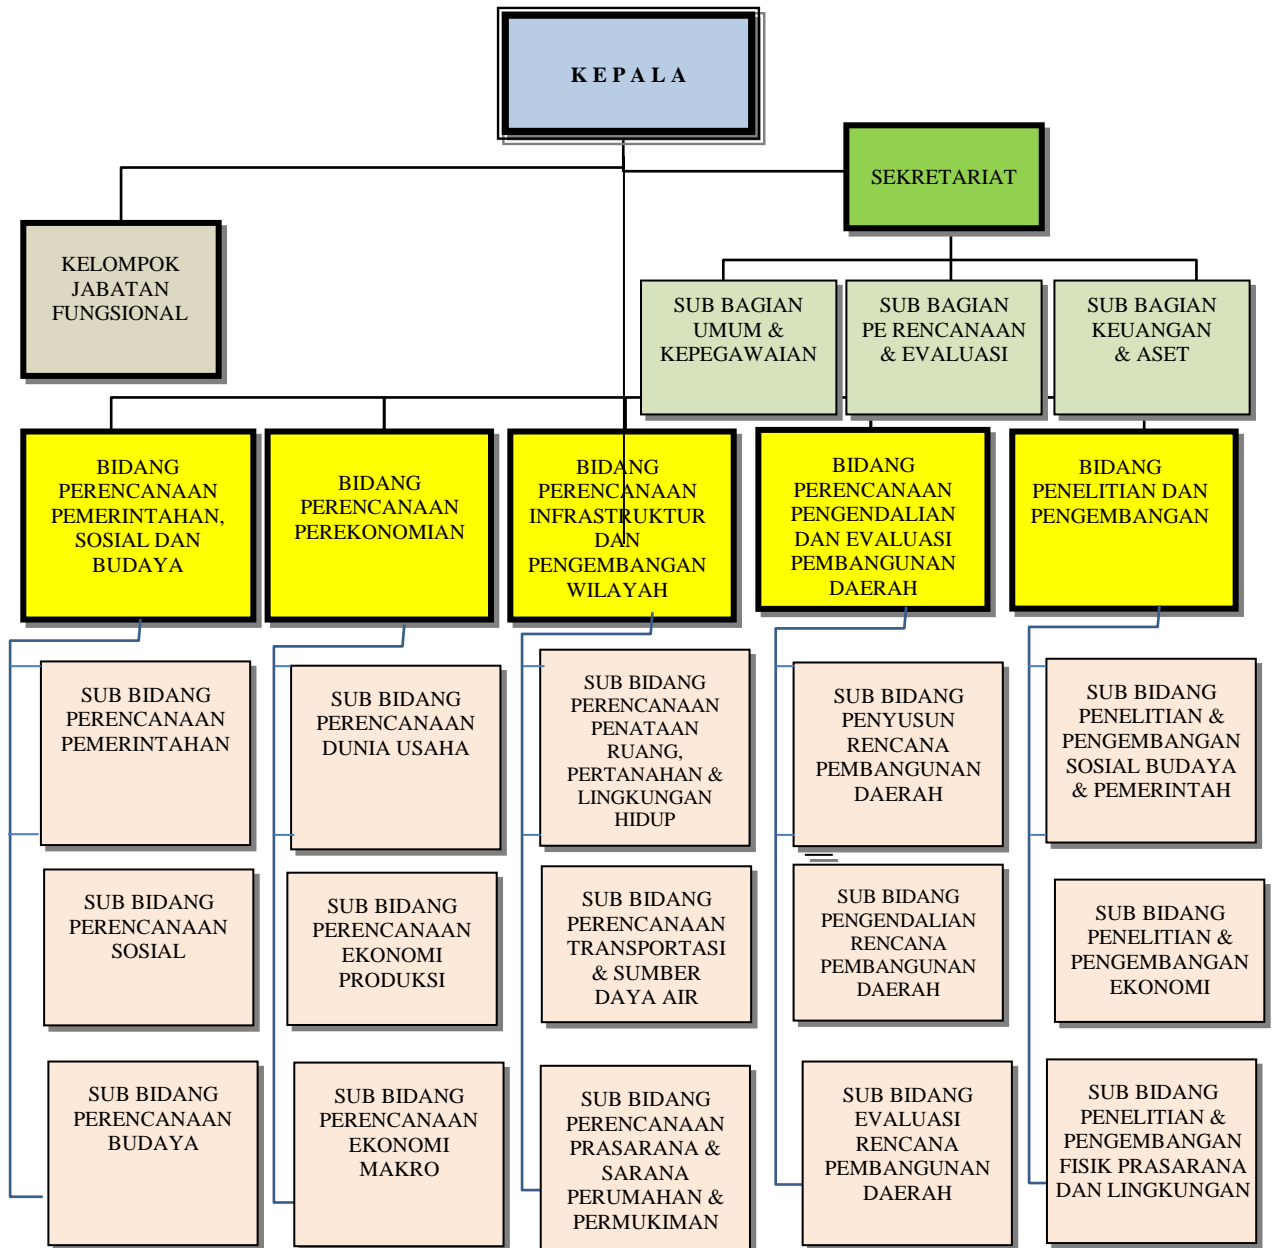 K E P A L A
SEKRETARIAT
KELOMPOK
JABATAN
FUNGSIONAL
SUB BAGIAN
UMUM &
KEPEGAWAIAN
SUB BAGIAN
PE RENCANAAN
& EVALUASI
SUB BAGIAN
KEUANGAN
& ASET
BIDANG
PERENCANAAN
PEMERINTAHAN,
SOSIAL DAN
BUDAYA
BIDANG
PERENCANAAN
PEREKONOMIAN
BIDANG
PERENCANAAN
INFRASTRUKTUR
DAN
PENGEMBANGAN
WILAYAH
BIDANG
PERENCANAAN
PENGENDALIAN
DAN EVALUASI
PEMBANGUNAN
DAERAH
BIDANG
PENELITIAN DAN
PENGEMBANGAN
SUB BIDANG
PERENCANAAN
PEMERINTAHAN
SUB BIDANG
PERENCANAAN
DUNIA USAHA
SUB BIDANG
PERENCANAAN
PENATAAN
RUANG,
PERTANAHAN &
LINGKUNGAN
HIDUP
SUB BIDANG
PENYUSUN
RENCANA
PEMBANGUNAN
DAERAH
SUB BIDANG
PENELITIAN &
PENGEMBANGAN
SOSIAL BUDAYA
& PEMERINTAH
SUB BIDANG
PERENCANAAN
SOSIAL
SUB BIDANG
PERENCANAAN
EKONOMI
PRODUKSI
SUB BIDANG
PERENCANAAN
TRANSPORTASI
& SUMBER
DAYA AIR
SUB BIDANG
PENGENDALIAN
RENCANA
PEMBANGUNAN
DAERAH
SUB BIDANG
PENELITIAN &
PENGEMBANGAN
EKONOMI
SUB BIDANG
PERENCANAAN
BUDAYA
SUB BIDANG
PERENCANAAN
EKONOMI
MAKRO
SUB BIDANG
PERENCANAAN
PRASARANA &
SARANA
PERUMAHAN &
PERMUKIMAN
SUB BIDANG
EVALUASI
RENCANA
PEMBANGUNAN
DAERAH
SUB BIDANG
PENELITIAN &
PENGEMBANGAN
FISIK PRASARANA
DAN LINGKUNGAN